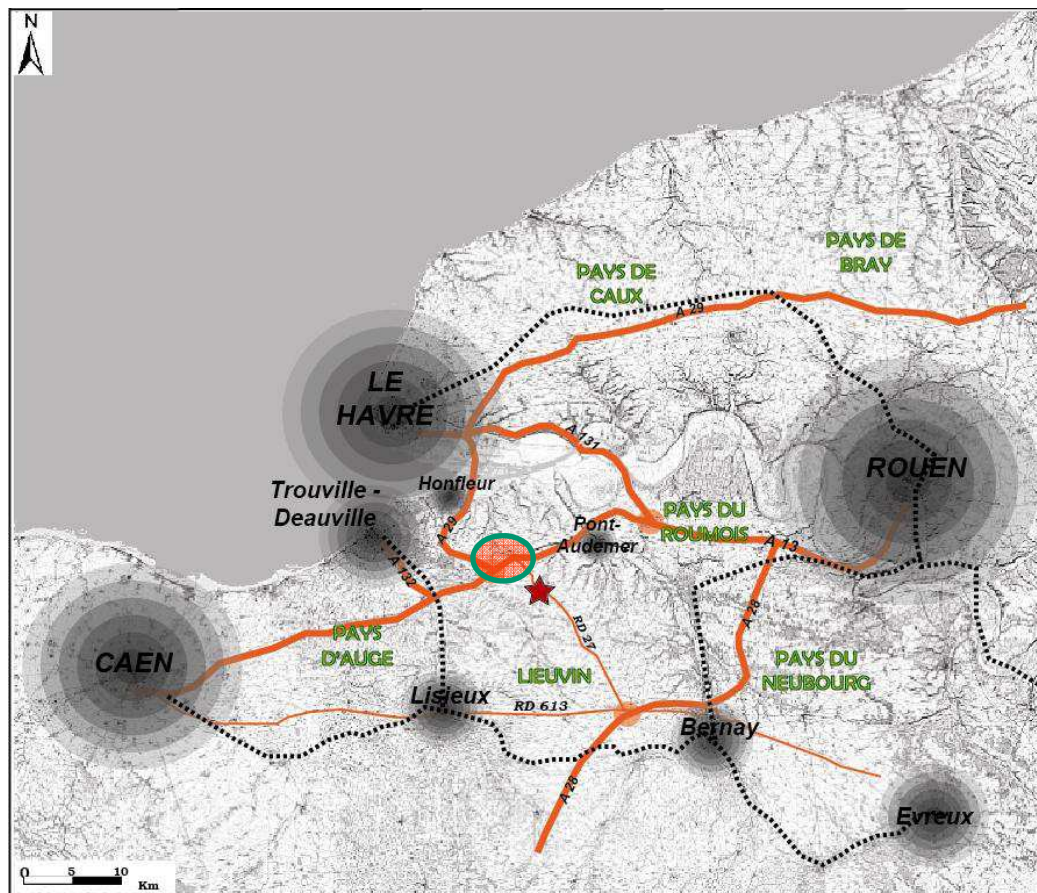 N
PAYS DE
BRAY
PAYS DE
CAUX
A 29
LE
HAVRE
A 131
ROUEN
Honfleur
Trouville -
Deauville
PAYS DU
ROUMOIS
Pont-
Audemer
A 29
A 13
A 132
A 28
RD 27
PAYS
D'AUGE
CAEN
LIEUVIN
PAYS DU
NEUBOURG
Lisieux
RD 613
Bernay
A 28
Evreux
0 5 10
Km